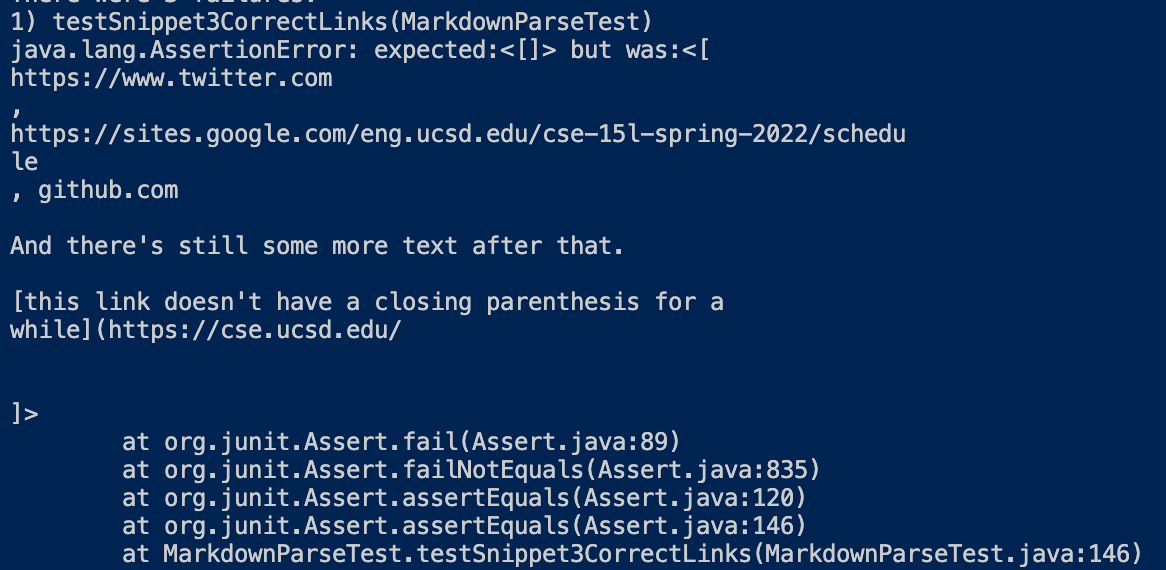 There were 3 failures:
1) testSnippet3CorrectLinks(MarkdownParseTest)
java.lang.AssertionError: expected:<[]> but was:<[
https://www.twitter.com
,
https://sites.google.com/eng.ucsd.edu/cse-15l-spring-2022/schedu
le
, github.com
And there's still some more text after that.
[this link doesn't have a closing parenthesis for a
while](https://cse.ucsd.edu/
]>
at org.junit.Assert.fail(Assert.java:89)
at org.junit.Assert.failNotEquals(Assert.java:835)
at org.junit.Assert.assertEquals(Assert.java:120)
at org.junit.Assert.assertEquals(Assert.java:146)
at MarkdownParseTest.testSnippet3CorrectLinks(MarkdownParseTest.java:146)